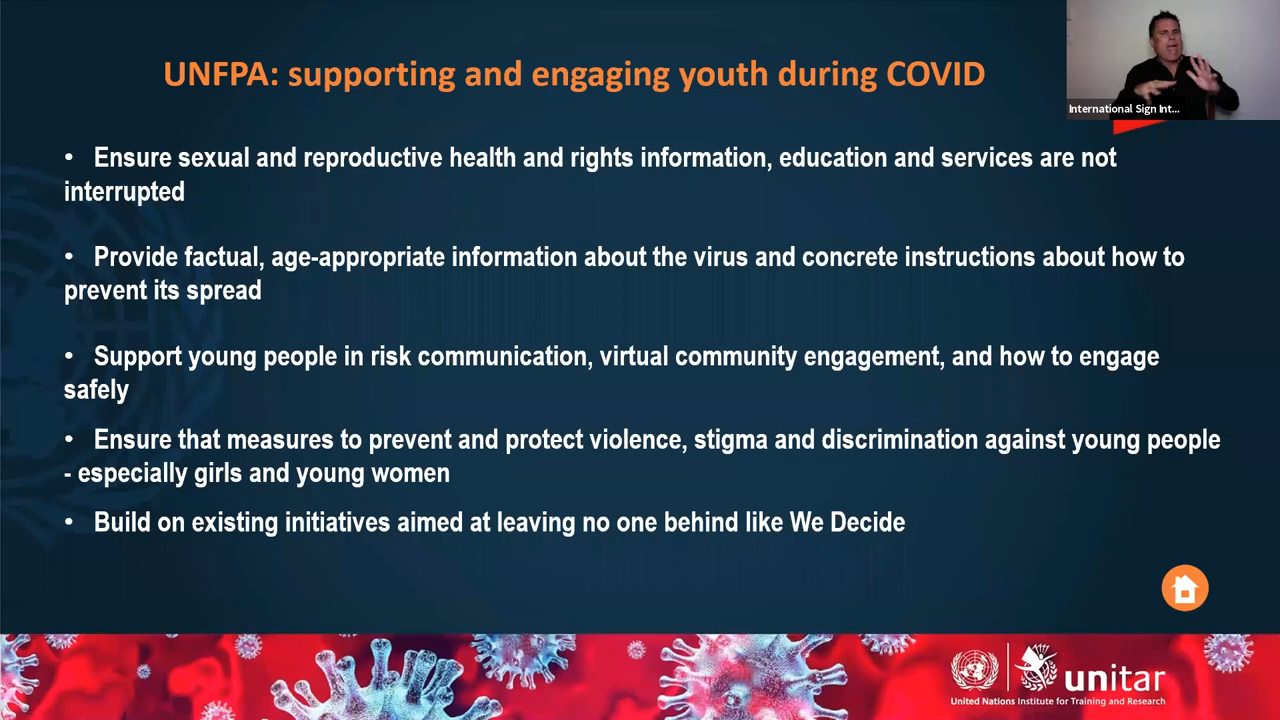 UNFPA: supporting and engaging youth during COVID
International Sign Int...
• Ensure sexual and reproductive health and rights information, education and services are not
interrupted
• Provide factual, age-appropriate information about the virus and concrete instructions about how to
prevent its spread
• Support young people in risk communication, virtual community engagement, and how to engage
safely
• Ensure that measures to prevent and protect violence, stigma and discrimination against young people
- especially girls and young women
• Build on existing initiatives aimed at leaving no one behind like We Decide
unitar
United Nations Institute for Training and Research